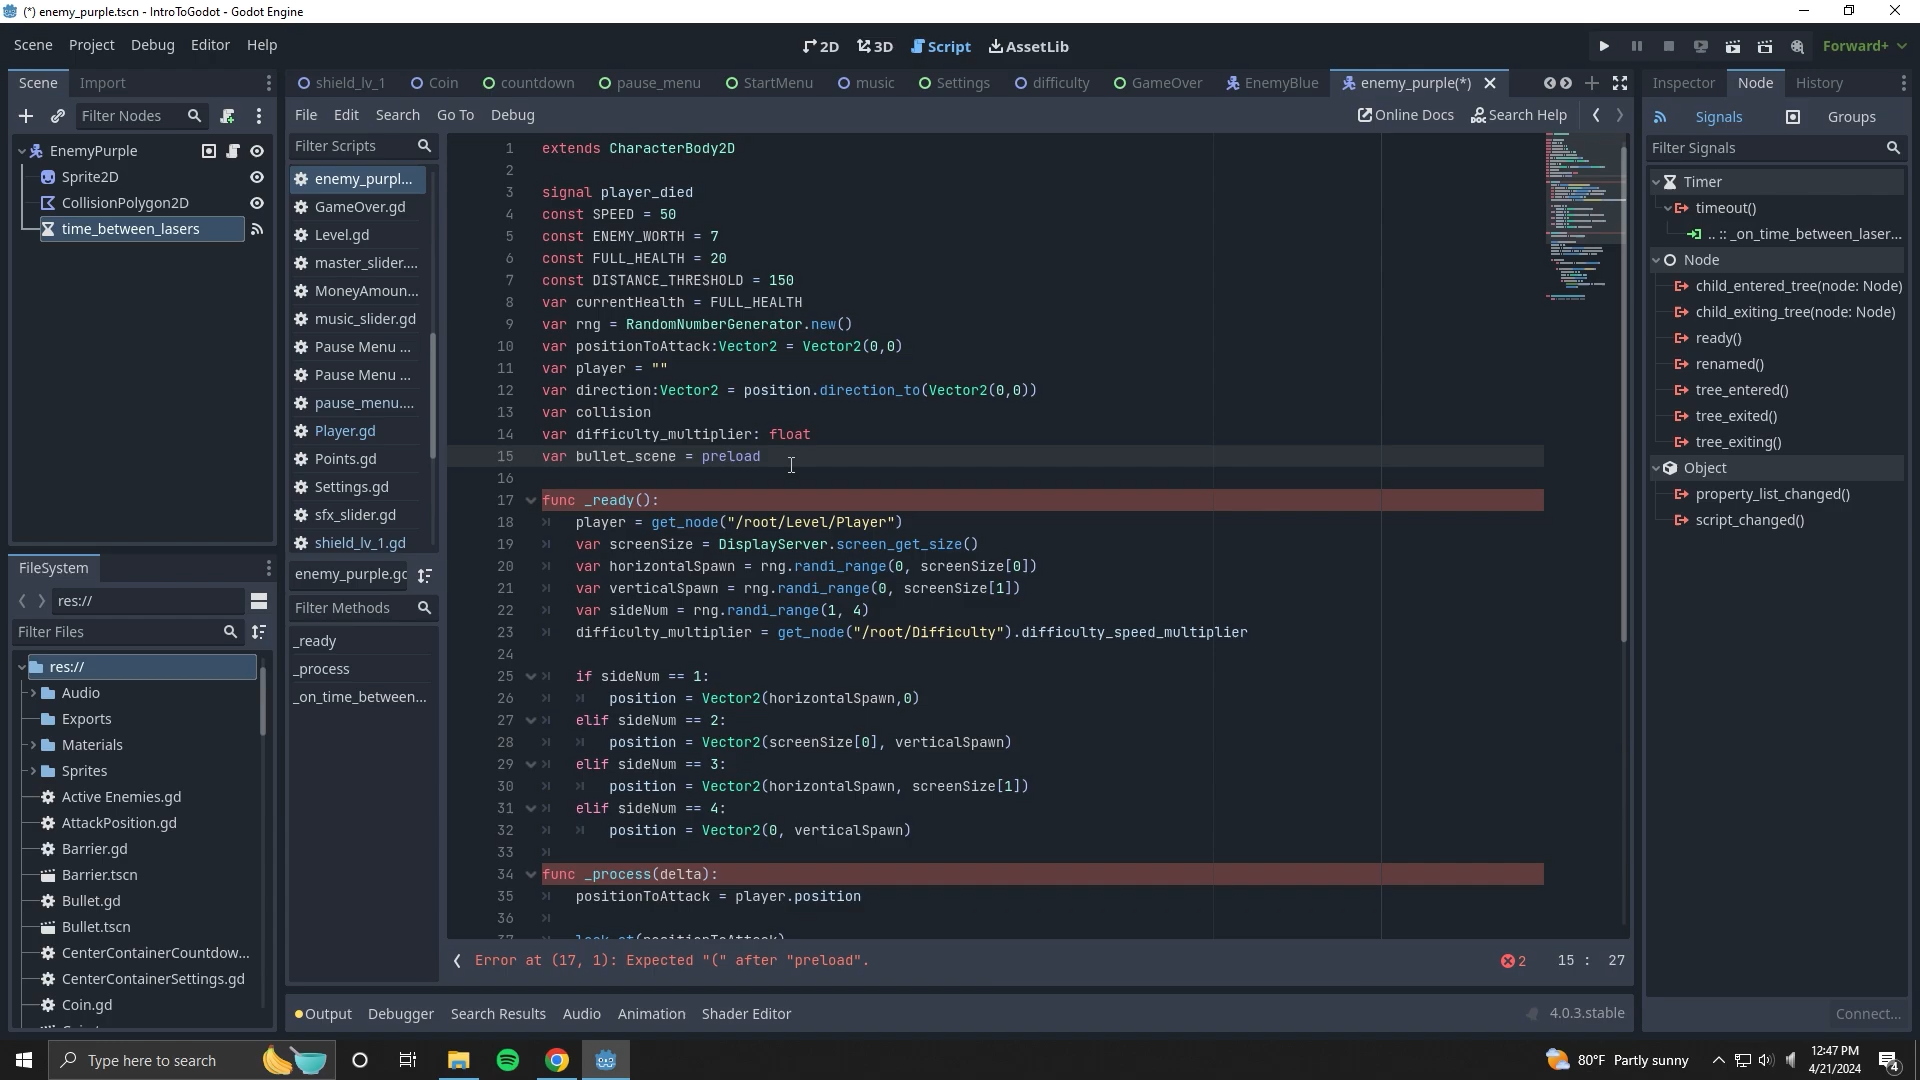 (*) enemy_purple.tscn - IntroToGodot - Godot Engine
Scene Project Debug Editor Help
2D 3D Script AssetLib
Forward+
Scene Import
shield_lv_1 Coin countdown pause_menu StartMenu music Settings difficulty GameOver EnemyBlue enemy_purple(*)
Inspector Node History
Filter Nodes
File Edit Search Go To Debug
Online Docs Search Help
Signals Groups
EnemyPurple
Sprite2D
CollisionPolygon2D
time_between_lasers
Filter Scripts
enemy_purpl...
GameOver.gd
Level.gd
master_slider....
MoneyAmoun...
music_slider.gd
Pause Menu ...
Pause Menu ...
pause_menu....
Player.gd
Points.gd
Settings.gd
sfx_slider.gd
shield_lv_1.gd
enemy_purple.gd
Filter Methods
_ready
_process
_on_time_between...
1 extends CharacterBody2D
2
3 signal player_died
4 const SPEED = 50
5 const ENEMY_WORTH = 7
6 const FULL_HEALTH = 20
7 const DISTANCE_THRESHOLD = 150
8 var currentHealth = FULL_HEALTH
9 var rng = RandomNumberGenerator.new()
10 var positionToAttack:Vector2 = Vector2(0,0)
11 var player = ""
12 var direction:Vector2 = position.direction_to(Vector2(0,0))
13 var collision
14 var difficulty_multiplier: float
15 var bullet_scene = preload
16
17 func _ready():
18 player = get_node("/root/Level/Player")
19 var screenSize = DisplayServer.screen_get_size()
20 var horizontalSpawn = rng.randi_range(0, screenSize[0])
21 var verticalSpawn = rng.randi_range(0, screenSize[1])
22 var sideNum = rng.randi_range(1, 4)
23 difficulty_multiplier = get_node("/root/Difficulty").difficulty_speed_multiplier
24
25 if sideNum == 1:
26 position = Vector2(horizontalSpawn,0)
27 elif sideNum == 2:
28 position = Vector2(screenSize[0], verticalSpawn)
29 elif sideNum == 3:
30 position = Vector2(horizontalSpawn, screenSize[1])
31 elif sideNum == 4:
32 position = Vector2(0, verticalSpawn)
33
34 func _process(delta):
35 positionToAttack = player.position
36
37 look_at(positionToAttack)
Error at (17, 1): Expected "(" after "preload".
2 15 : 27
Filter Signals
Timer
timeout()
.. :: _on_time_between_laser...
Node
child_entered_tree(node: Node)
child_exiting_tree(node: Node)
ready()
renamed()
tree_entered()
tree_exited()
tree_exiting()
Object
property_list_changed()
script_changed()
Connect...
FileSystem
res://
Filter Files
res://
Audio
Exports
Materials
Sprites
Active Enemies.gd
AttackPosition.gd
Barrier.gd
Barrier.tscn
Bullet.gd
Bullet.tscn
CenterContainerCountdow...
CenterContainerSettings.gd
Coin.gd
Output Debugger Search Results Audio Animation Shader Editor
4.0.3.stable
Type here to search
80°F Partly sunny
12:47 PM
4/21/2024
4